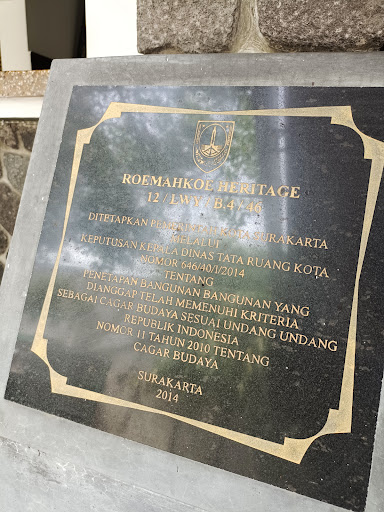 ROEMAHKOE HERITAGE
12 / LWY / B.4 / 46
DITETAPKAN PEMERINTAH KOTA SURAKARTA
MELALUI
KEPUTUSAN KEPALA DINAS TATA RUANG KOTA
NOMOR 646/40/I/2014
TENTANG
PENETAPAN BANGUNAN BANGUNAN YANG
DIANGGAP TELAH MEMENUHI KRITERIA
SEBAGAI CAGAR BUDAYA SESUAI UNDANG UNDANG
REPUBLIK INDONESIA
NOMOR 11 TAHUN 2010 TENTANG
CAGAR BUDAYA
SURAKARTA
2014